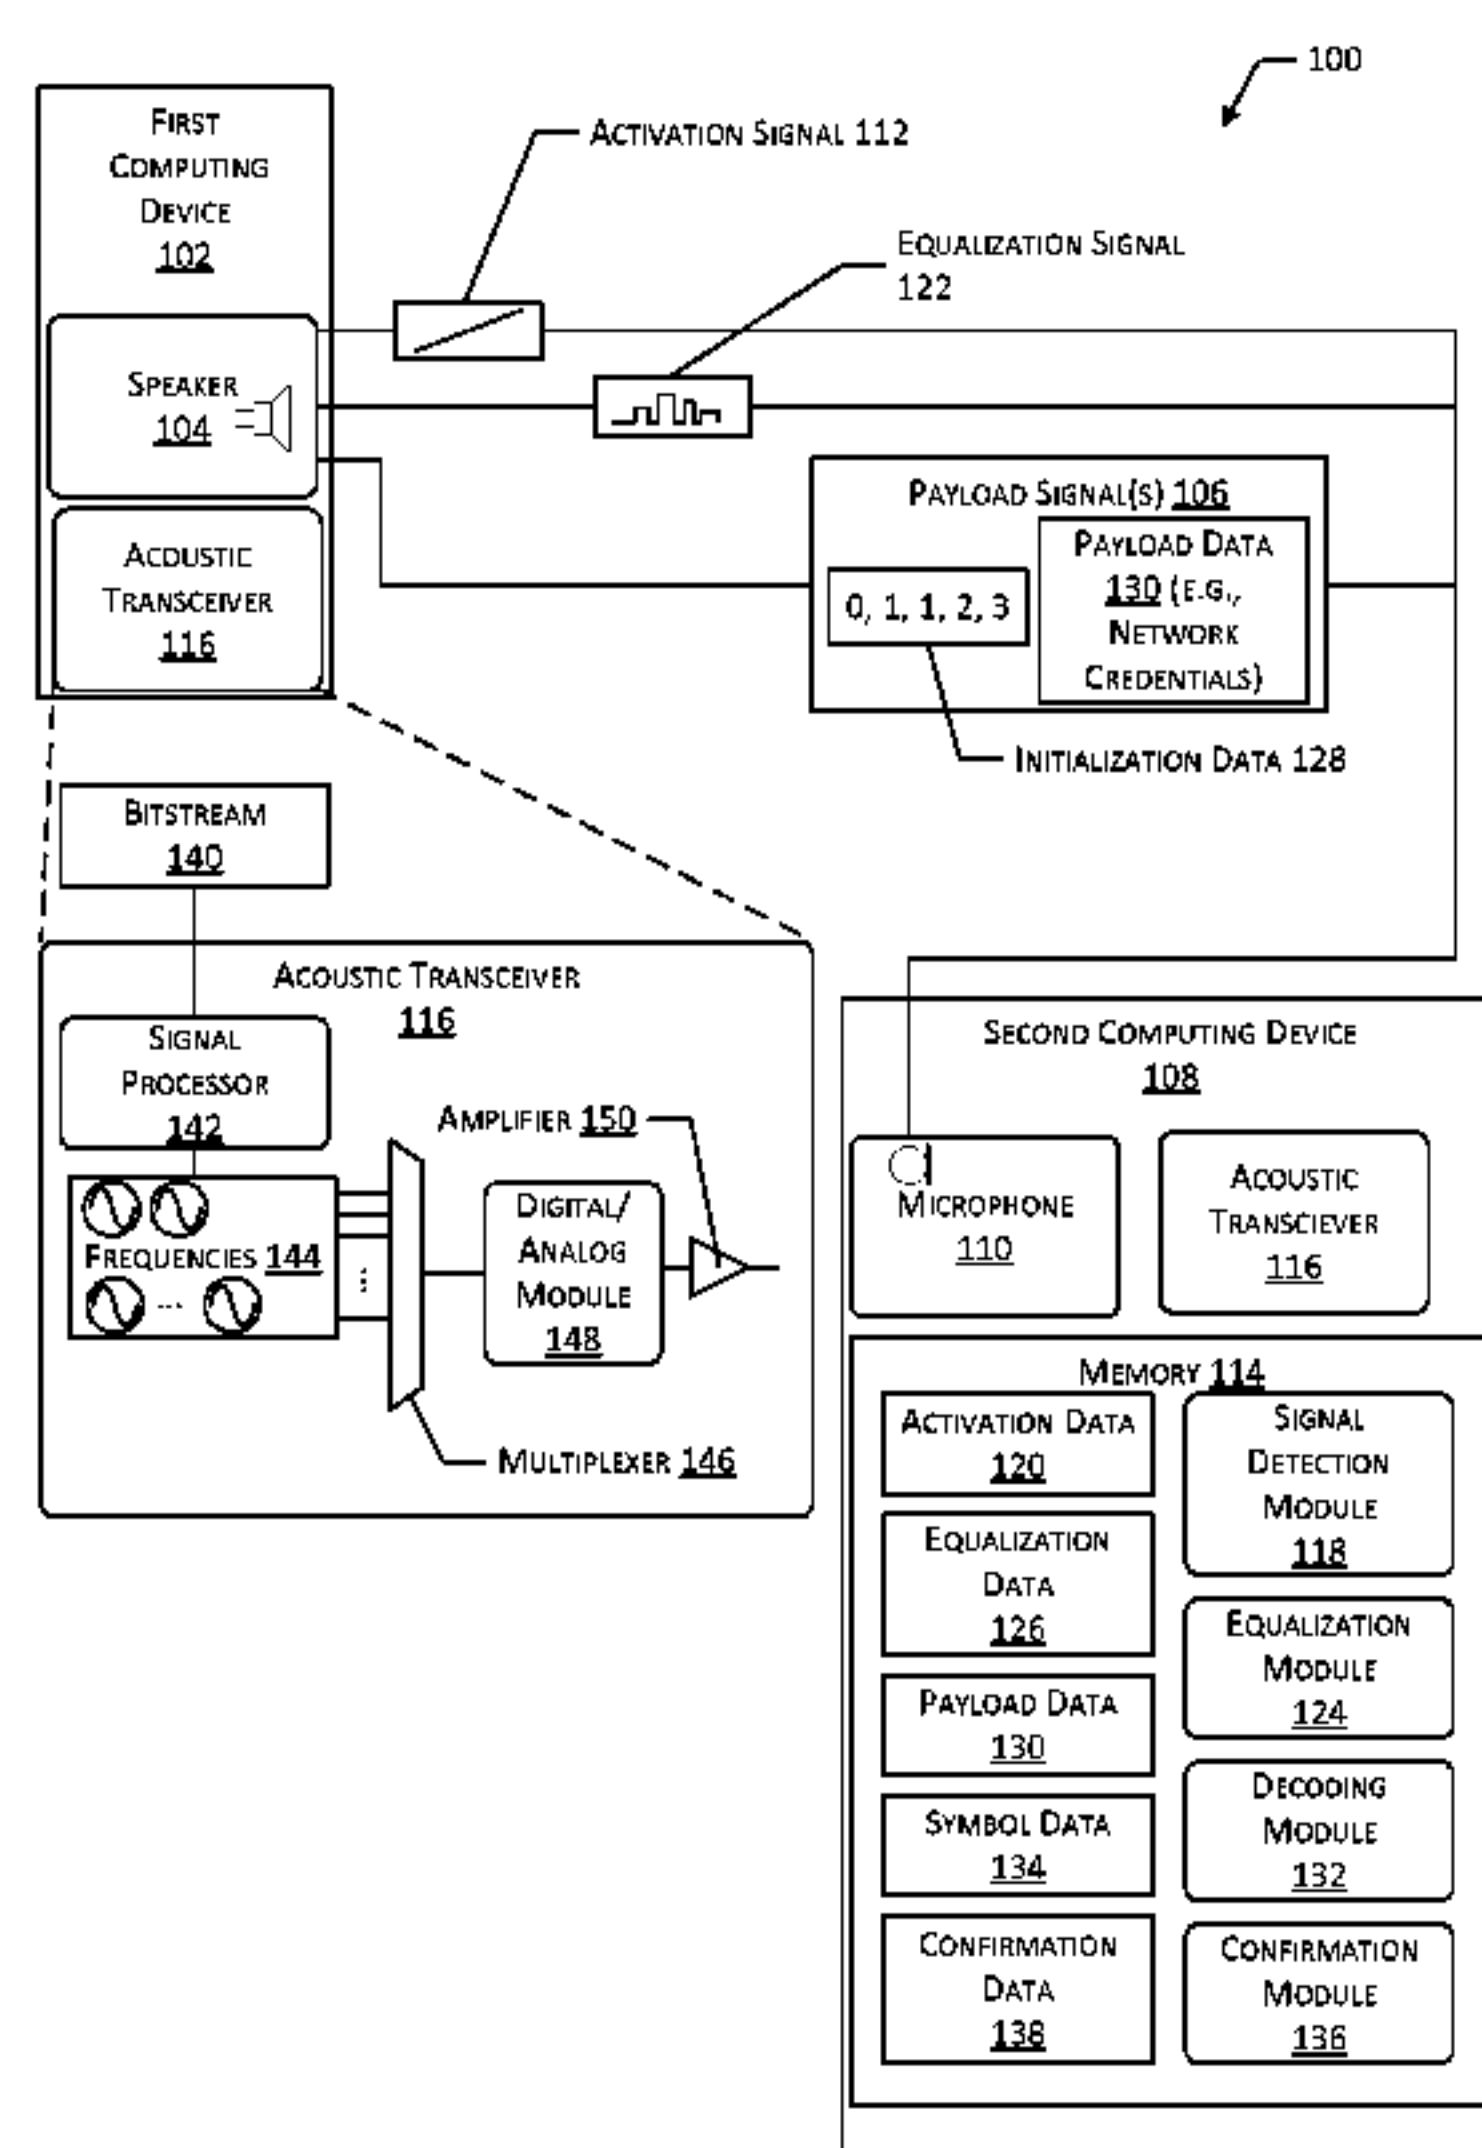 100
FIRST
COMPUTING
DEVICE
102
ACTIVATION SIGNAL 112
EQUALIZATION SIGNAL
122
SPEAKER
104
ACOUSTIC
TRANSCEIVER
116
PAYLOAD SIGNAL(S) 106
0, 1, 1, 2, 3
PAYLOAD DATA
130 (E.G.,
NETWORK
CREDENTIALS)
INITIALIZATION DATA 128
BITSTREAM
140
ACOUSTIC TRANSCEIVER
116
SIGNAL
PROCESSOR
142
FREQUENCIES 144
...
...
AMPLIFIER 150
DIGITAL/
ANALOG
MODULE
148
MULTIPLEXER 146
SECOND COMPUTING DEVICE
108
MICROPHONE
110
ACOUSTIC
TRANSCIEVER
116
MEMORY 114
ACTIVATION DATA
120
EQUALIZATION
DATA
126
PAYLOAD DATA
130
SYMBOL DATA
134
CONFIRMATION
DATA
138
SIGNAL
DETECTION
MODULE
118
EQUALIZATION
MODULE
124
DECODING
MODULE
132
CONFIRMATION
MODULE
136